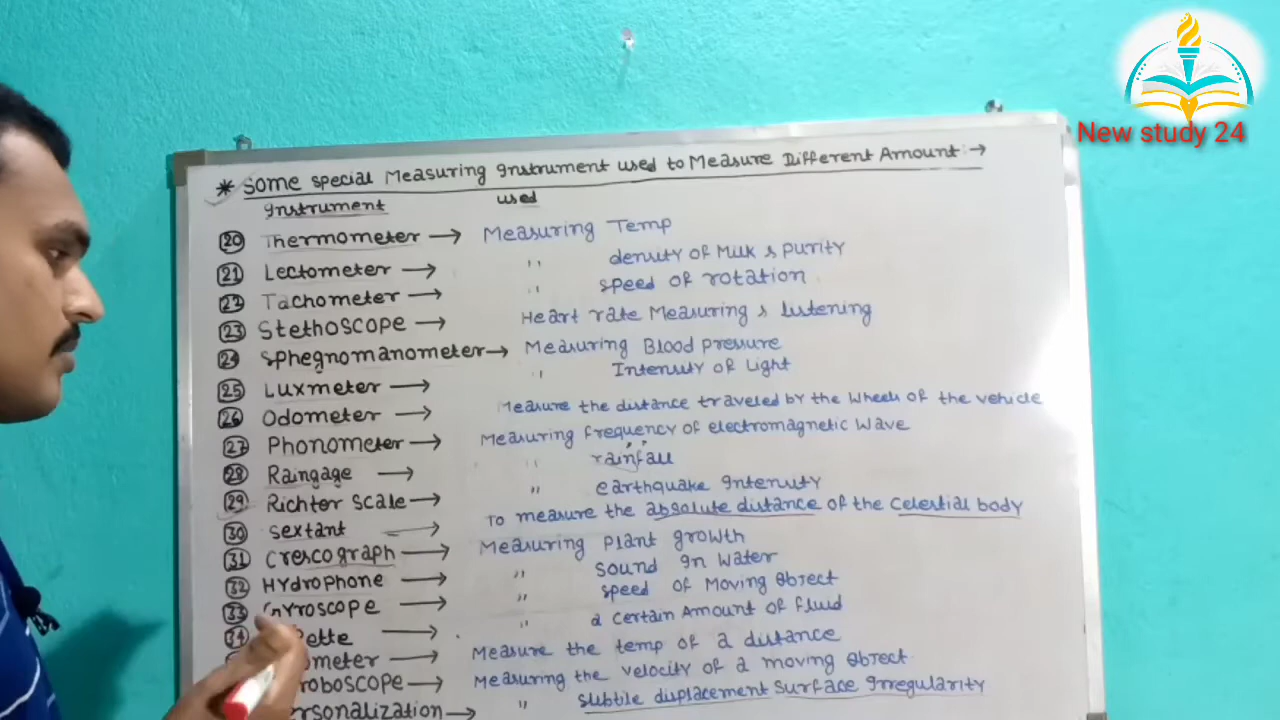 New study 24
* Some special Measuring Instrument used to Measure Different Amount :→
Instrument used
20 Thermometer → Measuring Temp
21 Lectometer → " density of Milk & Purity
22 Tachometer → " speed of rotation
23 Stethoscope → Heart rate Measuring & listening
24 Sphegnomanometer → Measuring Blood pressure
25 Luxmeter → " Intensity of Light
26 Odometer → Measure the distance traveled by the Wheels of the vehicle
27 Phonometer → Measuring frequency of electromagnetic Wave
28 Raingage → " rainfall
29 Richter Scale → " earthquake Intensity
30 Sextant → To measure the absolute distance of the Celestial body
31 Crescograph → Measuring Plant growth
32 Hydrophone → " Sound In Water
33 Gyroscope → " Speed of Moving Object
34 ette → " a Certain Amount of fluid
ometer → Measure the temp of a distance
roboscope → Measuring the velocity of a moving Object
ersonalization → " Slibtile displacement Surface Irregularity